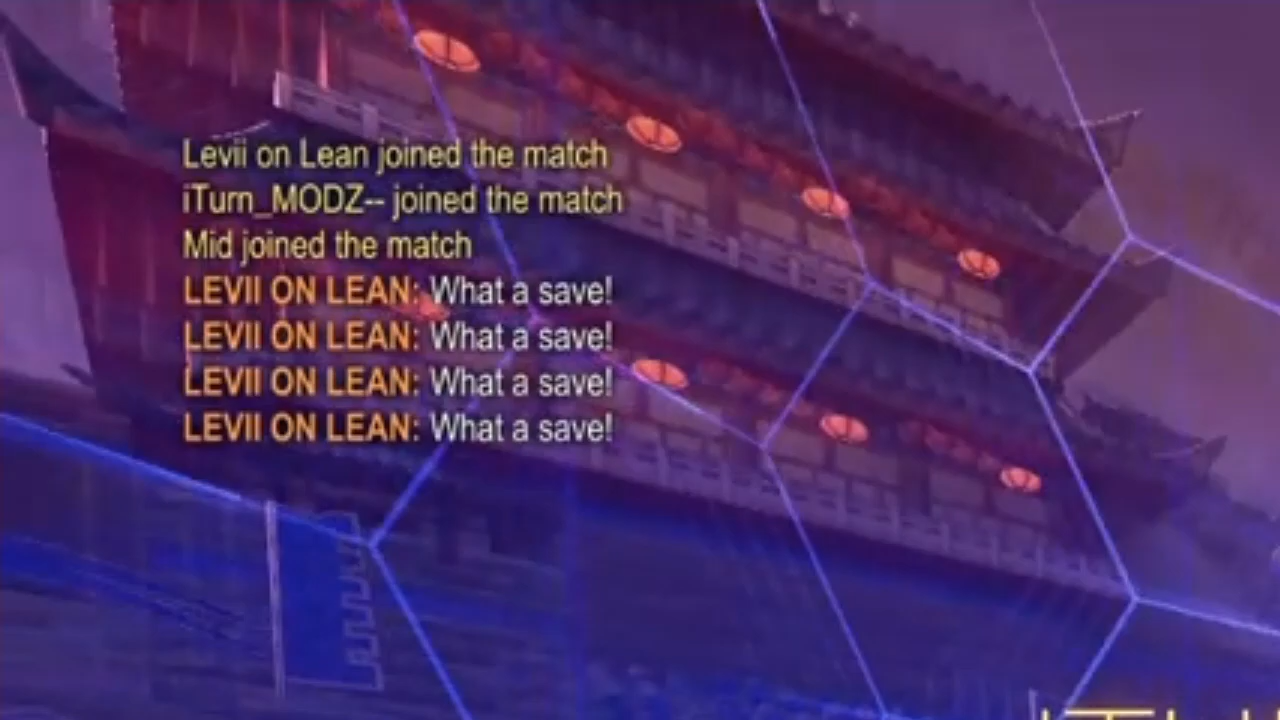 Levii on Lean joined the match
iTurn_MODZ-- joined the match
Mid joined the match
LEVII ON LEAN: What a save!
LEVII ON LEAN: What a save!
LEVII ON LEAN: What a save!
LEVII ON LEAN: What a save!